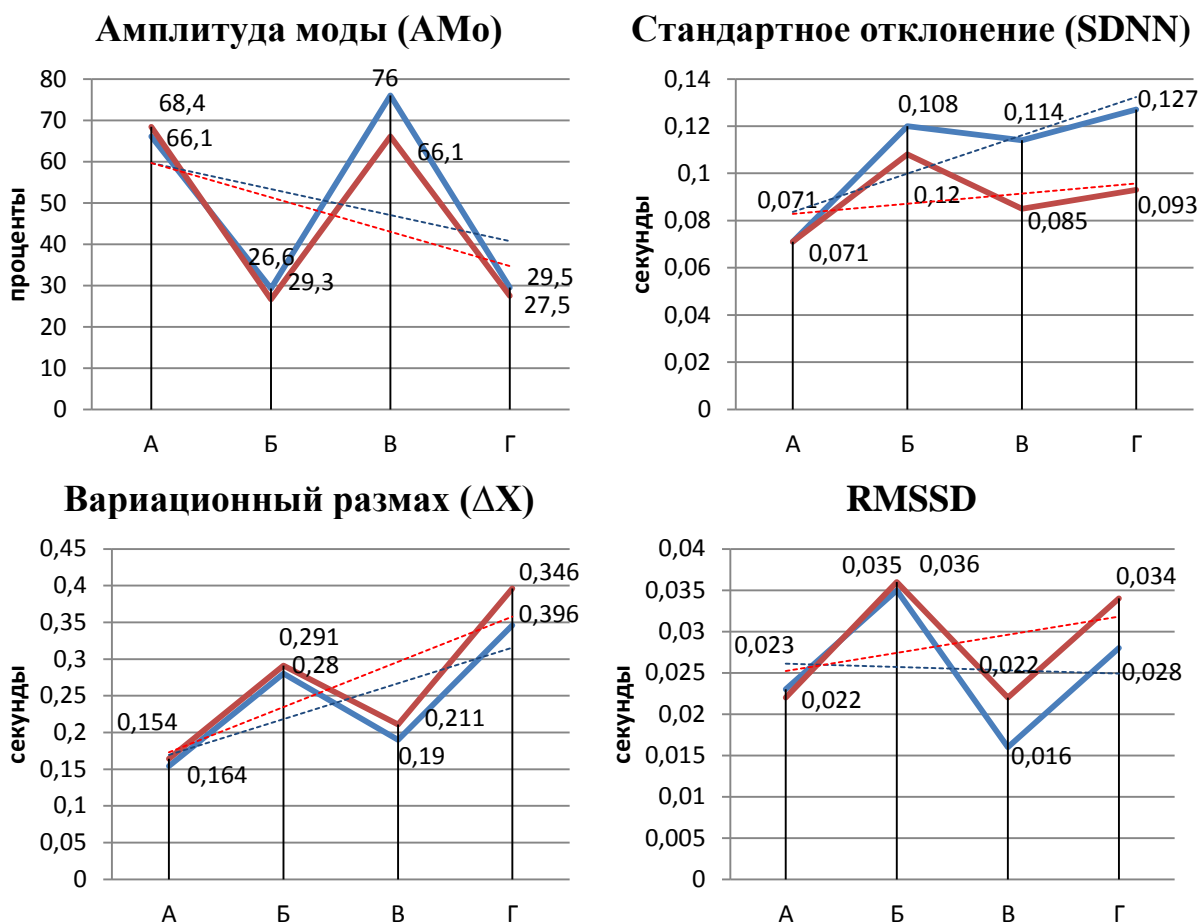 Амплитуда моды (АМо)
80
70
60
50
40
30
20
10
0
проценты
68,4
66,1
26,6
29,3
76
66,1
29,5
27,5
А
Б
В
Г
Стандартное отклонение (SDNN)
0,14
0,12
0,1
0,08
0,06
0,04
0,02
0
секунды
0,071
0,071
0,108
0,12
0,114
0,085
0,127
0,093
А
Б
В
Г
Вариационный размах (ΔХ)
0,45
0,4
0,35
0,3
0,25
0,2
0,15
0,1
0,05
0
секунды
0,154
0,164
0,291
0,28
0,211
0,19
0,346
0,396
А
Б
В
Г
RMSSD
0,04
0,035
0,03
0,025
0,02
0,015
0,01
0,005
0
секунды
0,023
0,022
0,035
0,036
0,022
0,016
0,034
0,028
А
Б
В
Г